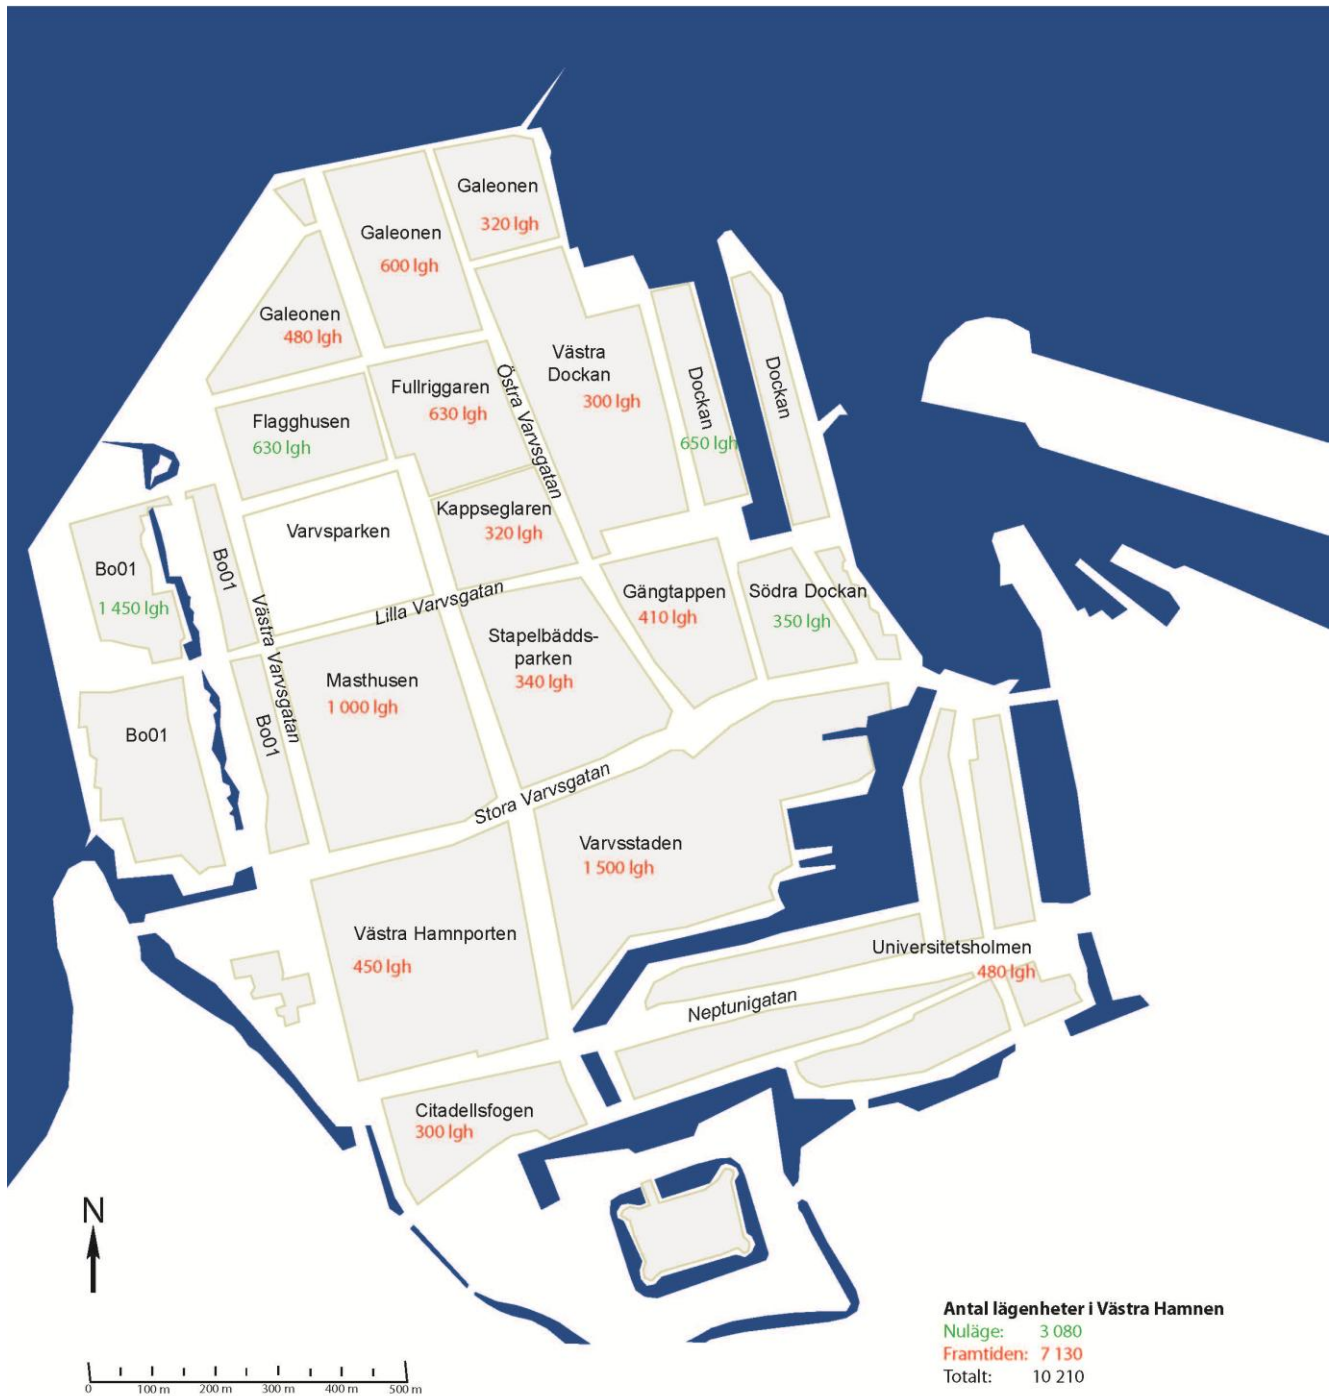 Galeonen
320 lgh
Galeonen
600 lgh
Galeonen
480 lgh
Västra
Dockan
300 lgh
Östra Varvsgatan
Dockan
650 lgh
Dockan
Fullriggaren
630 lgh
Flagghusen
630 lgh
Kappseglaren
320 lgh
Varvsparken
Bo01
1 450 lgh
Bo01
Västra Varvsgatan
Lilla Varvsgatan
Gängtappen
410 lgh
Södra Dockan
350 lgh
Stapelbädds-
parken
340 lgh
Masthusen
1 000 lgh
Bo01
Bo01
Stora Varvsgatan
Varvsstaden
1 500 lgh
Västra Hamnporten
450 lgh
Universitetsholmen
480 lgh
Neptunigatan
Citadellsfogen
300 lgh
N
0 100 m 200 m 300 m 400 m 500 m
Antal lägenheter i Västra Hamnen
Nuläge: 3 080
Framtiden: 7 130
Totalt: 10 210